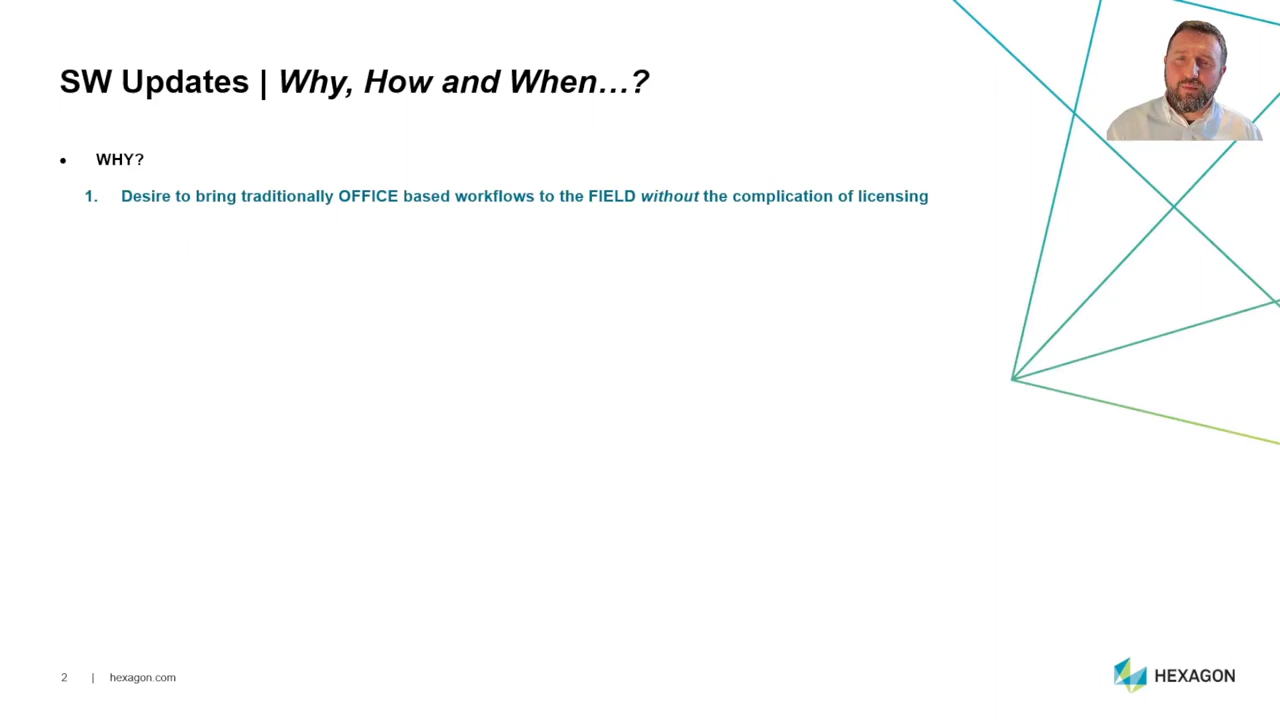 SW Updates | Why, How and When…?
• WHY?
1. Desire to bring traditionally OFFICE based workflows to the FIELD without the complication of licensing
2 | hexagon.com
HEXAGON